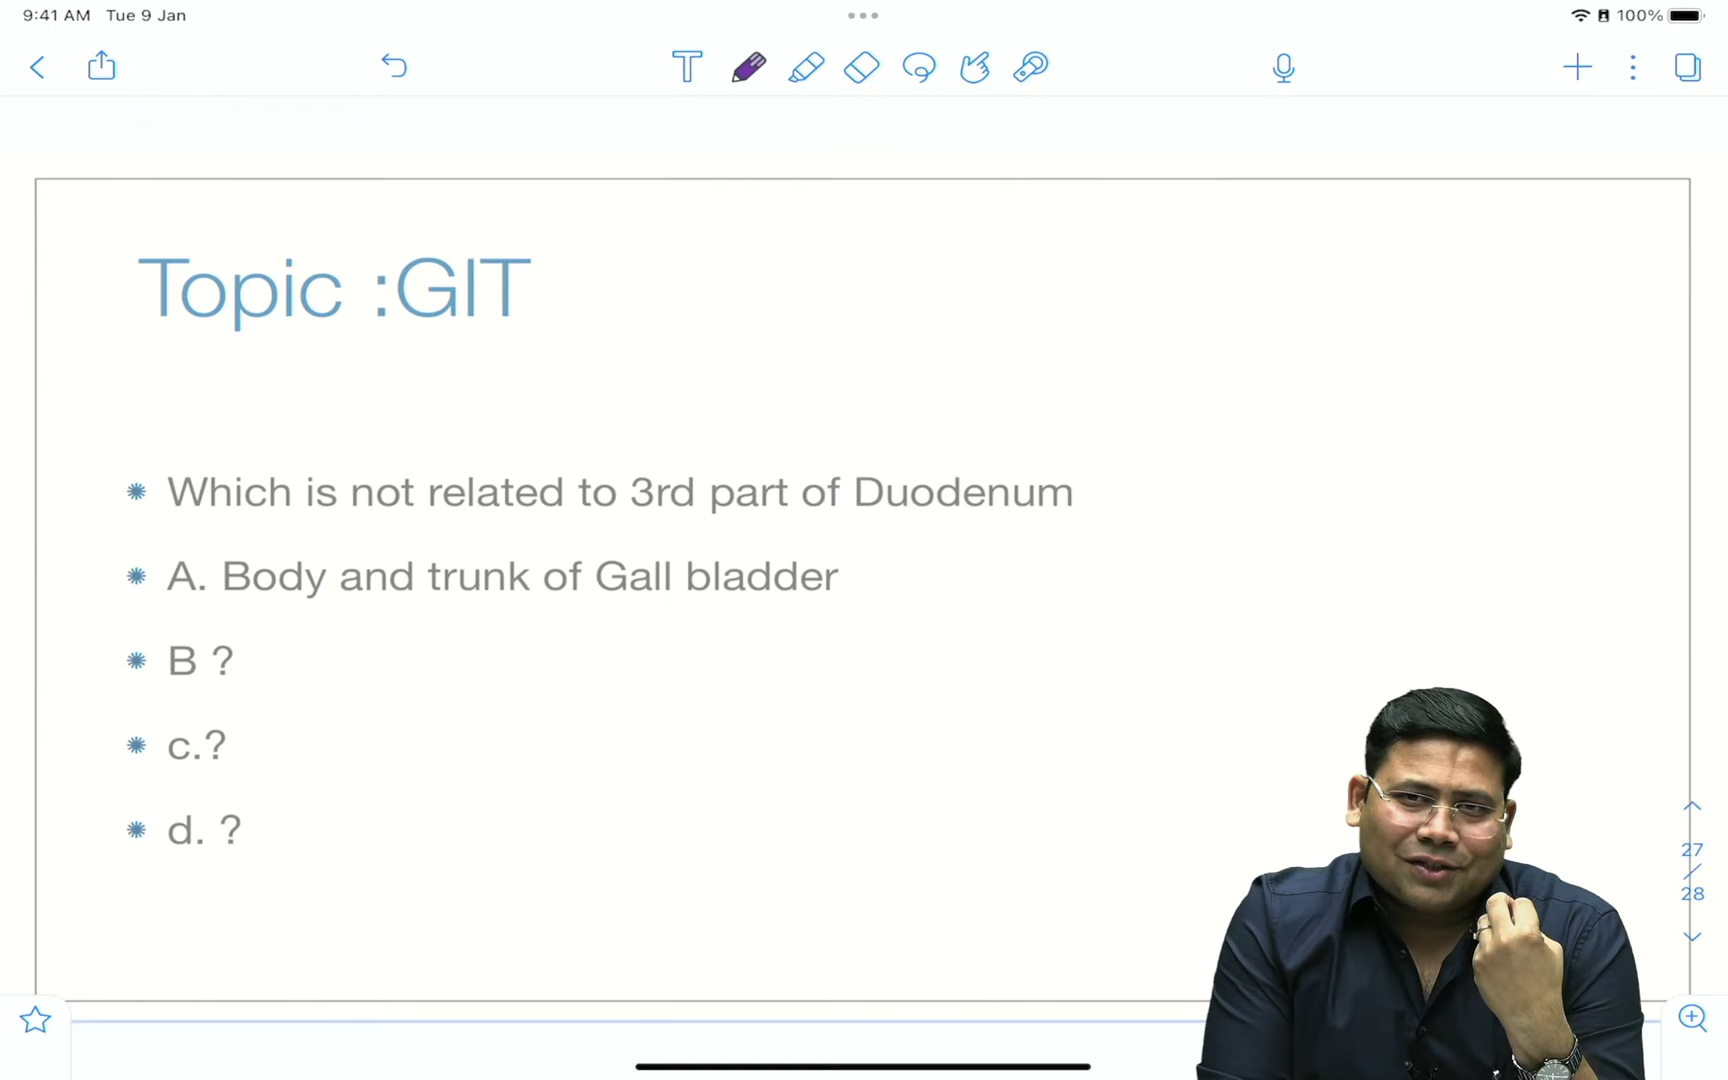 9:41 AM Tue 9 Jan
100%
T
Topic :GIT
Which is not related to 3rd part of Duodenum
A. Body and trunk of Gall bladder
B ?
c.?
d. ?
27
/
28